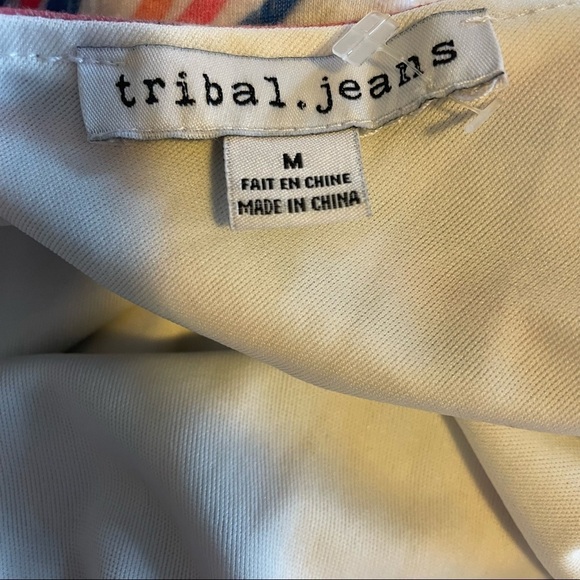 tribal.jeans
M
FAIT EN CHINE
MADE IN CHINA